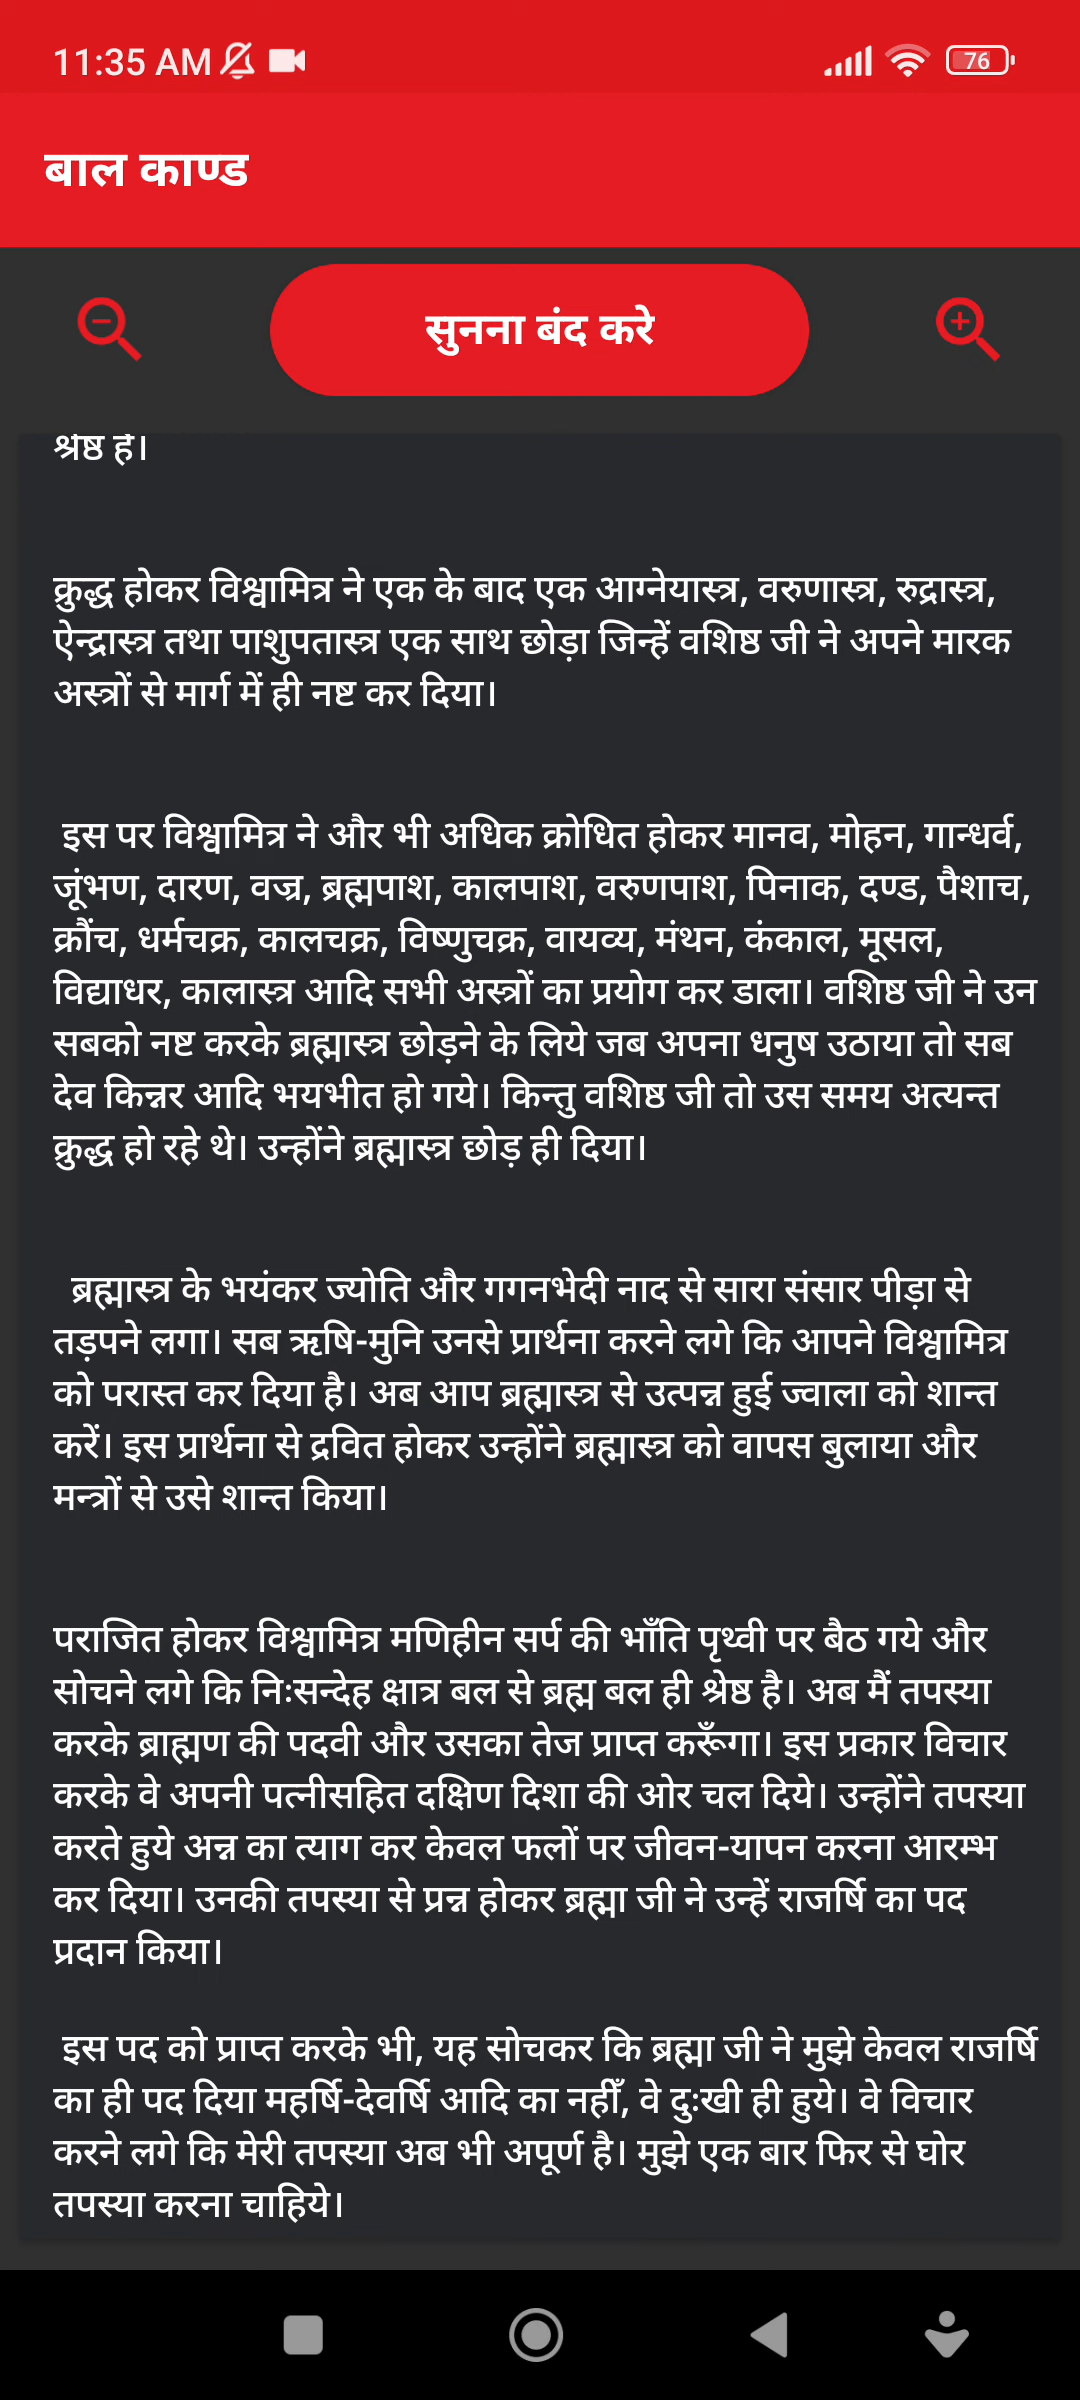 11:35 AM
76
बाल काण्ड
सुनना बंद करे
श्रेष्ठ है।
क्रुद्ध होकर विश्वामित्र ने एक के बाद एक आग्नेयास्त्र, वरुणास्त्र, रुद्रास्त्र,
ऐन्द्रास्त्र तथा पाशुपतास्त्र एक साथ छोड़ा जिन्हें वशिष्ठ जी ने अपने मारक
अस्त्रों से मार्ग में ही नष्ट कर दिया।
इस पर विश्वामित्र ने और भी अधिक क्रोधित होकर मानव, मोहन, गान्धर्व,
जूंभण, दारण, वज्र, ब्रह्मपाश, कालपाश, वरुणपाश, पिनाक, दण्ड, पैशाच,
क्रौंच, धर्मचक्र, कालचक्र, विष्णुचक्र, वायव्य, मंथन, कंकाल, मूसल,
विद्याधर, कालास्त्र आदि सभी अस्त्रों का प्रयोग कर डाला। वशिष्ठ जी ने उन
सबको नष्ट करके ब्रह्मास्त्र छोड़ने के लिये जब अपना धनुष उठाया तो सब
देव किन्नर आदि भयभीत हो गये। किन्तु वशिष्ठ जी तो उस समय अत्यन्त
क्रुद्ध हो रहे थे। उन्होंने ब्रह्मास्त्र छोड़ ही दिया।
ब्रह्मास्त्र के भयंकर ज्योति और गगनभेदी नाद से सारा संसार पीड़ा से
तड़पने लगा। सब ऋषि-मुनि उनसे प्रार्थना करने लगे कि आपने विश्वामित्र
को परास्त कर दिया है। अब आप ब्रह्मास्त्र से उत्पन्न हुई ज्वाला को शान्त
करें। इस प्रार्थना से द्रवित होकर उन्होंने ब्रह्मास्त्र को वापस बुलाया और
मन्त्रों से उसे शान्त किया।
पराजित होकर विश्वामित्र मणिहीन सर्प की भाँति पृथ्वी पर बैठ गये और
सोचने लगे कि निःसन्देह क्षात्र बल से ब्रह्म बल ही श्रेष्ठ है। अब मैं तपस्या
करके ब्राह्मण की पदवी और उसका तेज प्राप्त करूँगा। इस प्रकार विचार
करके वे अपनी पत्नीसहित दक्षिण दिशा की ओर चल दिये। उन्होंने तपस्या
करते हुये अन्न का त्याग कर केवल फलों पर जीवन-यापन करना आरम्भ
कर दिया। उनकी तपस्या से प्रन्न होकर ब्रह्मा जी ने उन्हें राजर्षि का पद
प्रदान किया।
इस पद को प्राप्त करके भी, यह सोचकर कि ब्रह्मा जी ने मुझे केवल राजर्षि
का ही पद दिया महर्षि-देवर्षि आदि का नहीँ, वे दुःखी ही हुये। वे विचार
करने लगे कि मेरी तपस्या अब भी अपूर्ण है। मुझे एक बार फिर से घोर
तपस्या करना चाहिये।